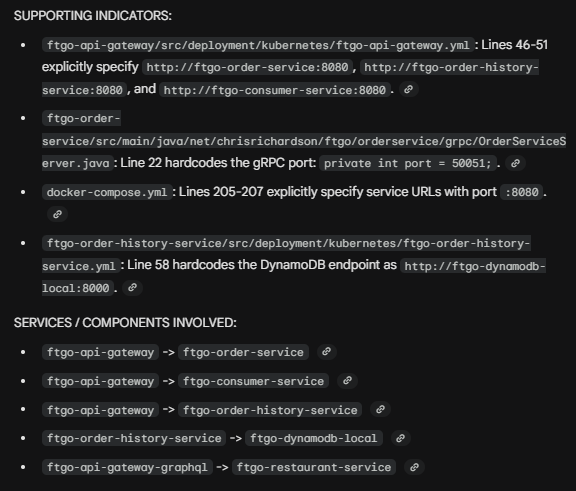 SUPPORTING INDICATORS:
• ftgo-api-gateway/src/deployment/kubernetes/ftgo-api-gateway.yml: Lines 46-51
explicitly specify http://ftgo-order-service:8080, http://ftgo-order-history-
service:8080, and http://ftgo-consumer-service:8080.
• ftgo-order-
service/src/main/java/net/chrisrichardson/ftgo/orderservice/grpc/OrderServiceS
erver.java: Line 22 hardcodes the gRPC port: private int port = 50051;.
• docker-compose.yml: Lines 205-207 explicitly specify service URLs with port :8080.
• ftgo-order-history-service/src/deployment/kubernetes/ftgo-order-history-
service.yml: Line 58 hardcodes the DynamoDB endpoint as http://ftgo-dynamodb-
local:8000.
SERVICES / COMPONENTS INVOLVED:
• ftgo-api-gateway -> ftgo-order-service
• ftgo-api-gateway -> ftgo-consumer-service
• ftgo-api-gateway -> ftgo-order-history-service
• ftgo-order-history-service -> ftgo-dynamodb-local
• ftgo-api-gateway-graphql -> ftgo-restaurant-service